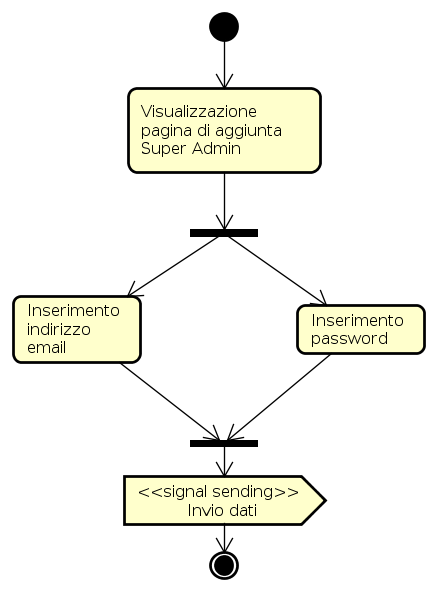 Visualizzazione
pagina di aggiunta
Super Admin
Inserimento
indirizzo
email
Inserimento
password
<<signal sending>>
Invio dati